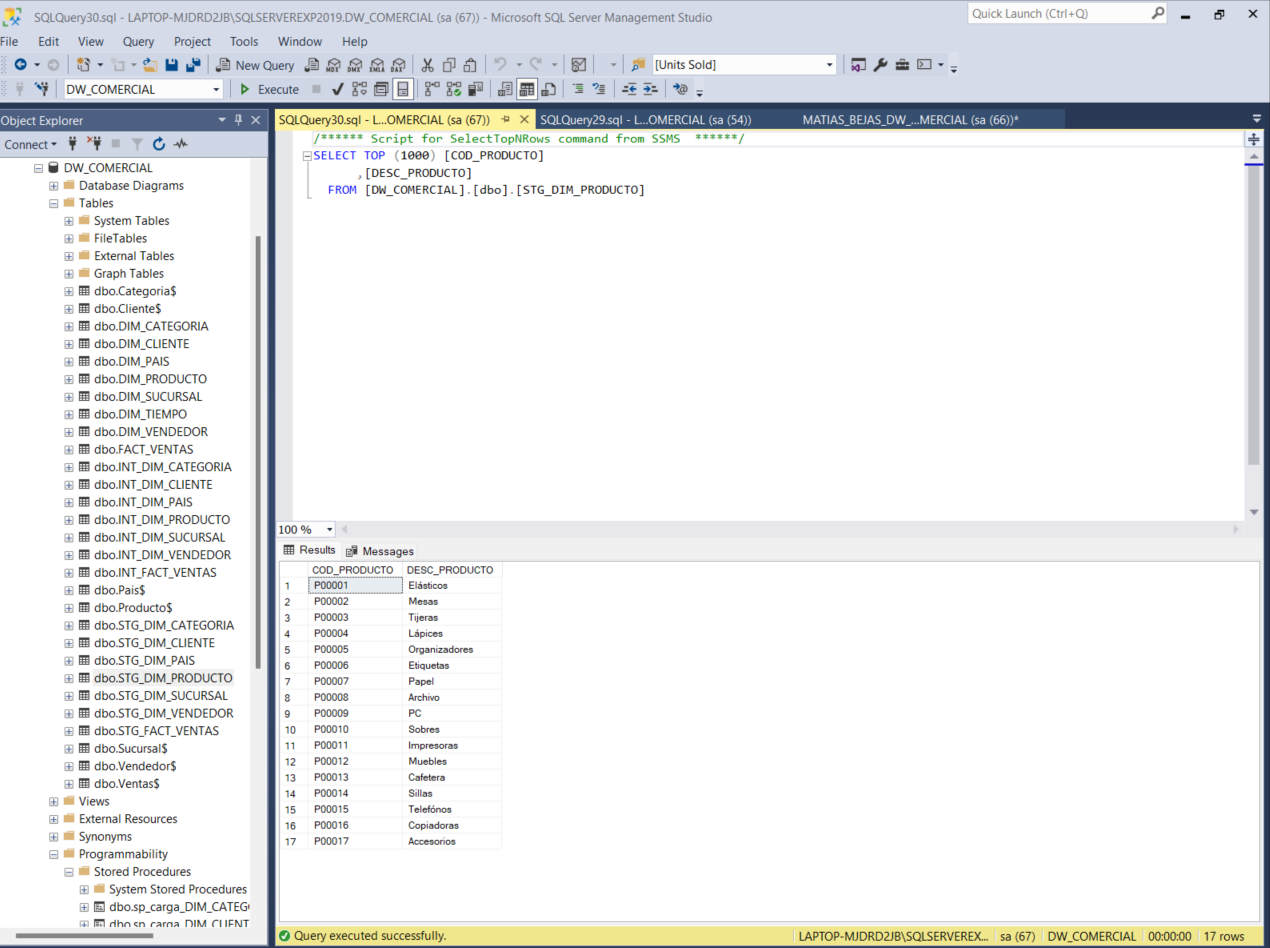 SQLQuery30.sql - LAPTOP-MJDRD2JB\SQLSERVEREXP2019.DW_COMERCIAL (sa (67)) - Microsoft SQL Server Management Studio
Quick Launch (Ctrl+Q)
File Edit View Query Project Tools Window Help
New Query MDX DMX XMLA DAX [Units Sold]
DW_COMERCIAL Execute
Object Explorer
SQLQuery30.sql - L...OMERCIAL (sa (67)) SQLQuery29.sql - L...OMERCIAL (sa (54)) MATIAS_BEJAS_DW_...MERCIAL (sa (66))*
Connect
DW_COMERCIAL
Database Diagrams
Tables
System Tables
FileTables
External Tables
Graph Tables
dbo.Categoria$
dbo.Cliente$
dbo.DIM_CATEGORIA
dbo.DIM_CLIENTE
dbo.DIM_PAIS
dbo.DIM_PRODUCTO
dbo.DIM_SUCURSAL
dbo.DIM_TIEMPO
dbo.DIM_VENDEDOR
dbo.FACT_VENTAS
dbo.INT_DIM_CATEGORIA
dbo.INT_DIM_CLIENTE
dbo.INT_DIM_PAIS
dbo.INT_DIM_PRODUCTO
dbo.INT_DIM_SUCURSAL
dbo.INT_DIM_VENDEDOR
dbo.INT_FACT_VENTAS
dbo.Pais$
dbo.Producto$
dbo.STG_DIM_CATEGORIA
dbo.STG_DIM_CLIENTE
dbo.STG_DIM_PAIS
dbo.STG_DIM_PRODUCTO
dbo.STG_DIM_SUCURSAL
dbo.STG_DIM_VENDEDOR
dbo.STG_FACT_VENTAS
dbo.Sucursal$
dbo.Vendedor$
dbo.Ventas$
Views
External Resources
Synonyms
Programmability
Stored Procedures
System Stored Procedures
dbo.sp_carga_DIM_CATEG
dbo.sp_carga_DIM_CLIENT
/****** Script for SelectTopNRows command from SSMS ******/
SELECT TOP (1000) [COD_PRODUCTO]
,[DESC_PRODUCTO]
FROM [DW_COMERCIAL].[dbo].[STG_DIM_PRODUCTO]
100 %
Results Messages
COD_PRODUCTO DESC_PRODUCTO
1 P00001 Elásticos
2 P00002 Mesas
3 P00003 Tijeras
4 P00004 Lápices
5 P00005 Organizadores
6 P00006 Etiquetas
7 P00007 Papel
8 P00008 Archivo
9 P00009 PC
10 P00010 Sobres
11 P00011 Impresoras
12 P00012 Muebles
13 P00013 Cafetera
14 P00014 Sillas
15 P00015 Telefónos
16 P00016 Copiadoras
17 P00017 Accesorios
Query executed successfully. LAPTOP-MJDRD2JB\SQLSERVEREX... sa (67) DW_COMERCIAL 00:00:00 17 rows